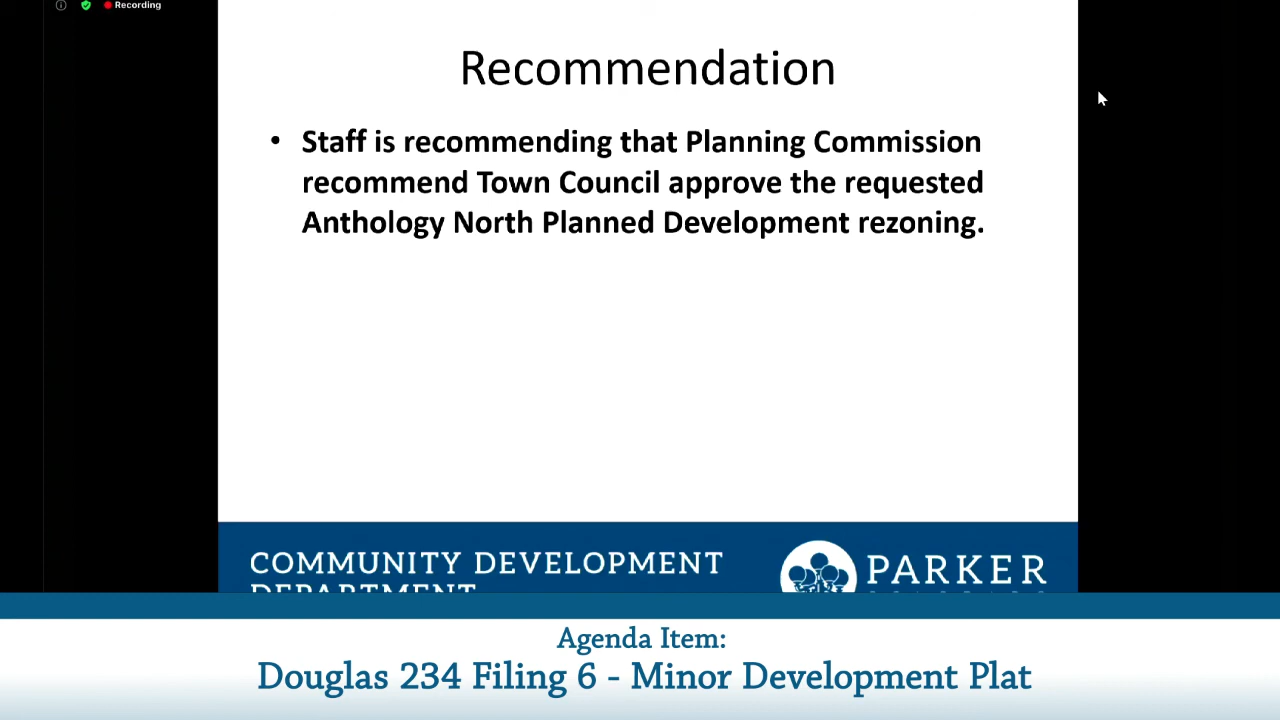 Recording
Recommendation
• Staff is recommending that Planning Commission
recommend Town Council approve the requested
Anthology North Planned Development rezoning.
COMMUNITY DEVELOPMENT
DEPARTMENT
PARKER
Agenda Item:
Douglas 234 Filing 6 - Minor Development Plat